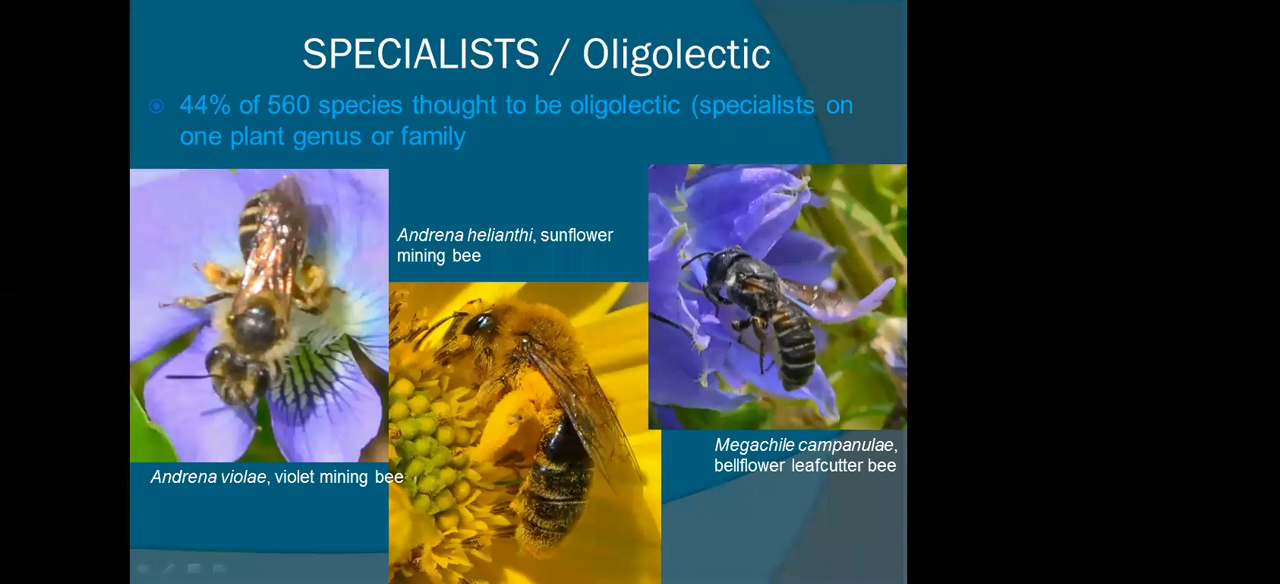 SPECIALISTS / Oligolectic
44% of 560 species thought to be oligolectic (specialists on
one plant genus or family
Andrena helianthi, sunflower
mining bee
Megachile campanulae,
bellflower leafcutter bee
Andrena violae, violet mining bee